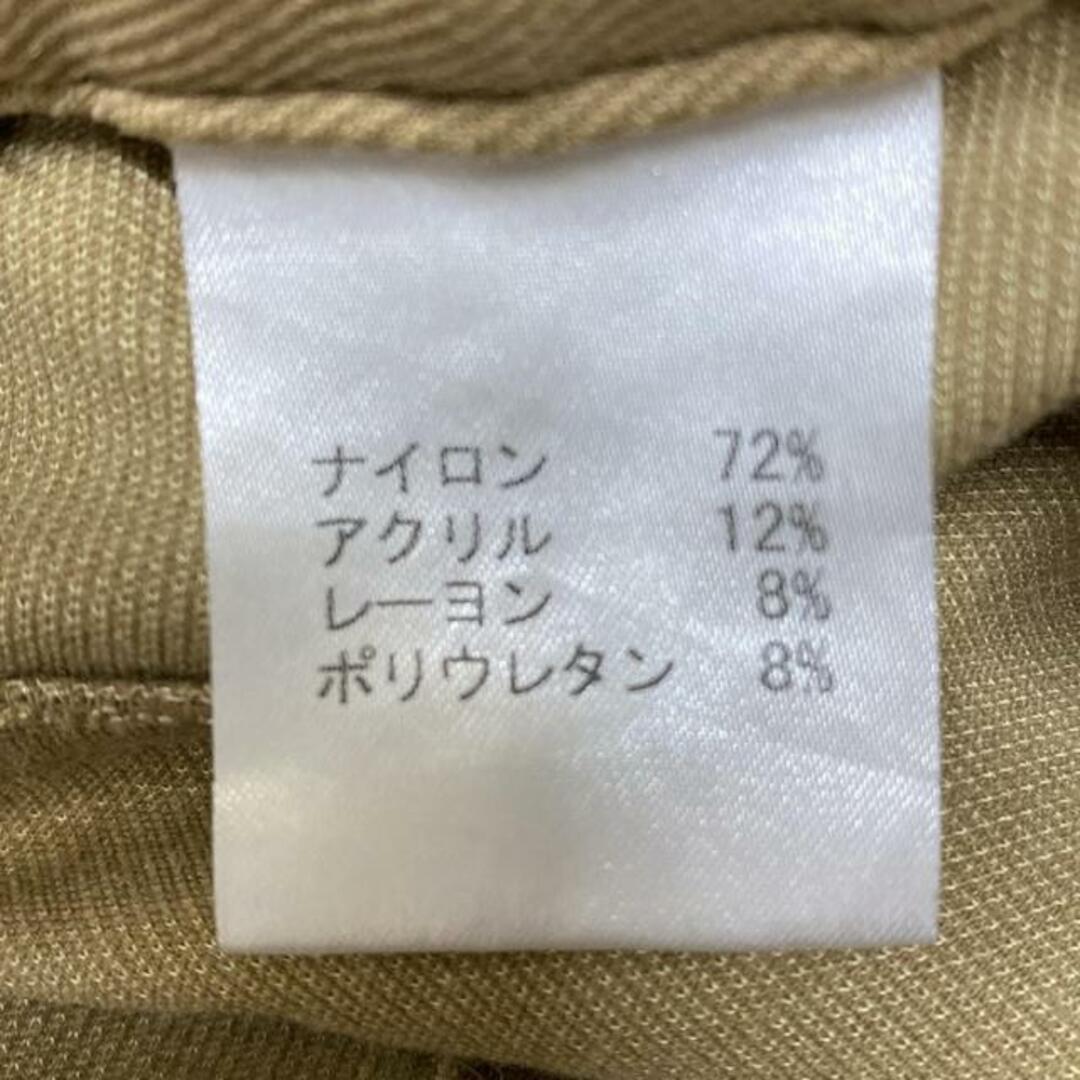 ナイロン 72%
アクリル 12%
レーヨン 8%
ポリウレタン 8%